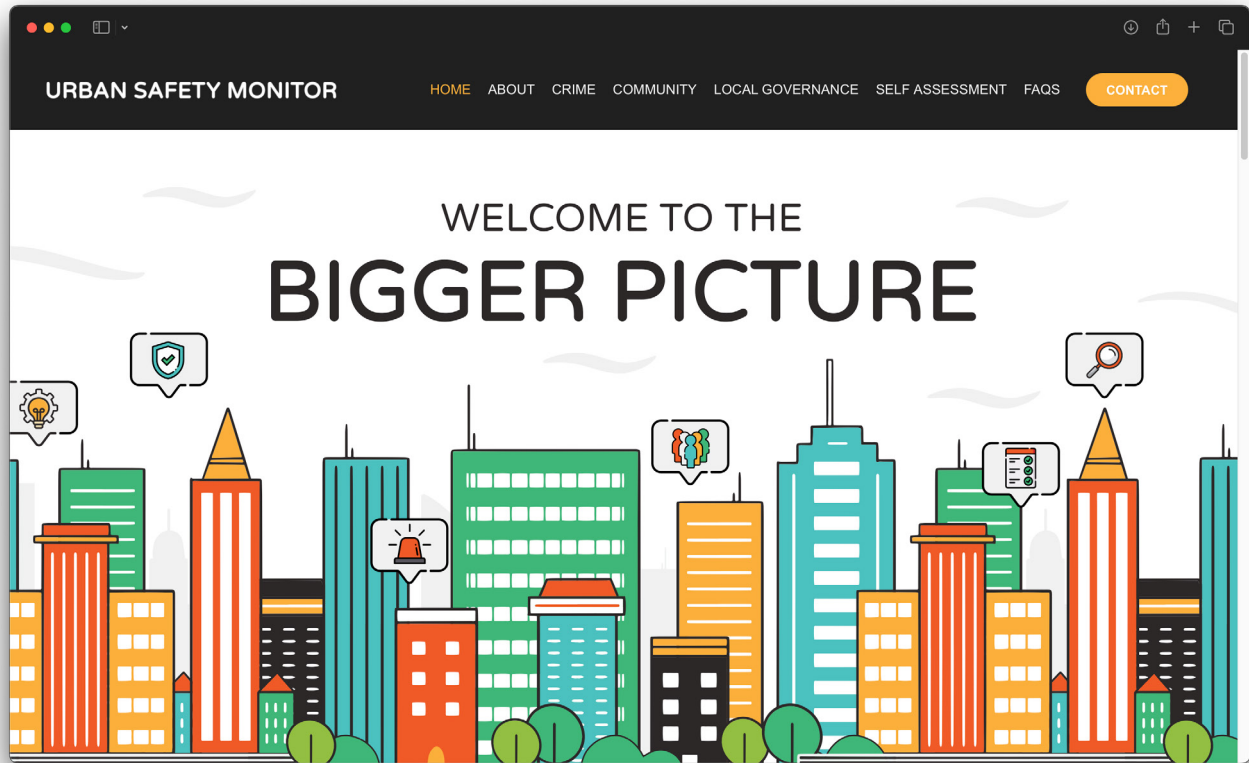 URBAN SAFETY MONITOR
HOME ABOUT CRIME COMMUNITY LOCAL GOVERNANCE SELF ASSESSMENT FAQS CONTACT
WELCOME TO THE
BIGGER PICTURE